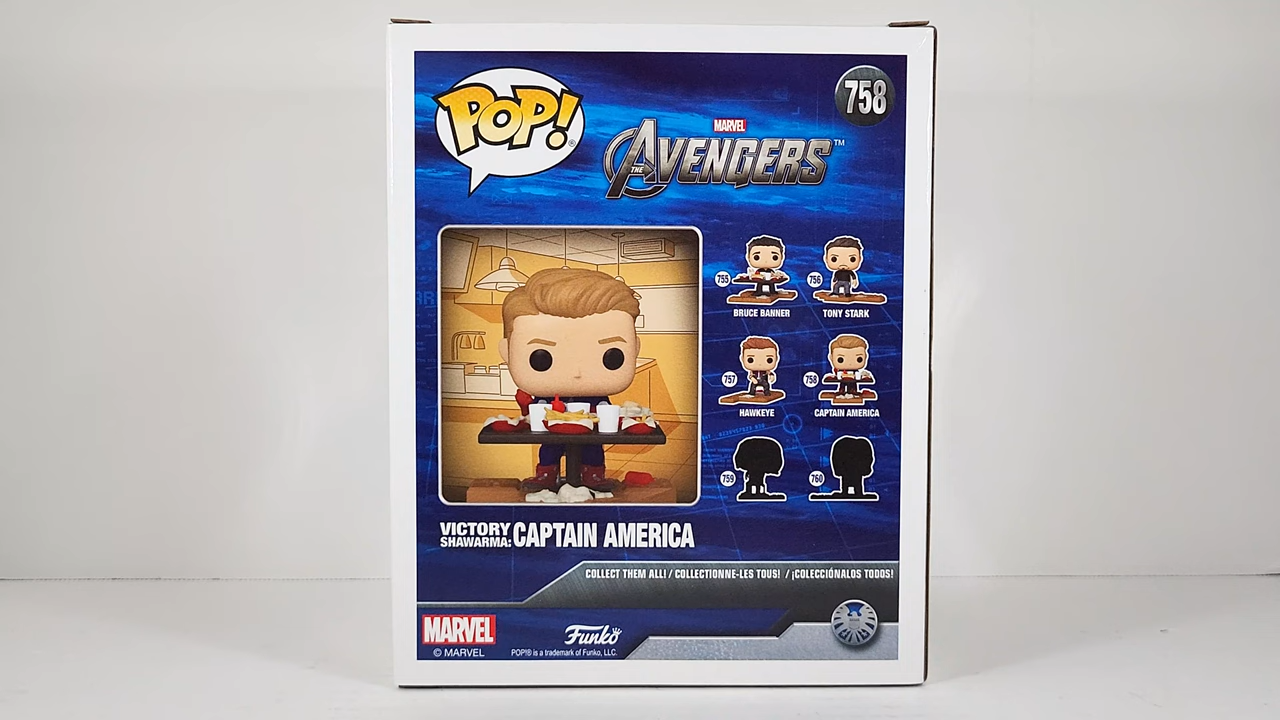 POP!®
758
MARVEL
THE AVENGERS™
755
756
BRUCE BANNER
TONY STARK
757
758
HAWKEYE
CAPTAIN AMERICA
759
760
VICTORY
SHAWARMA: CAPTAIN AMERICA
COLLECT THEM ALL! / COLLECTIONNE-LES TOUS! / ¡COLECCIÓNALOS TODOS!
MARVEL
© MARVEL
Funko
POP!® is a trademark of Funko, LLC.